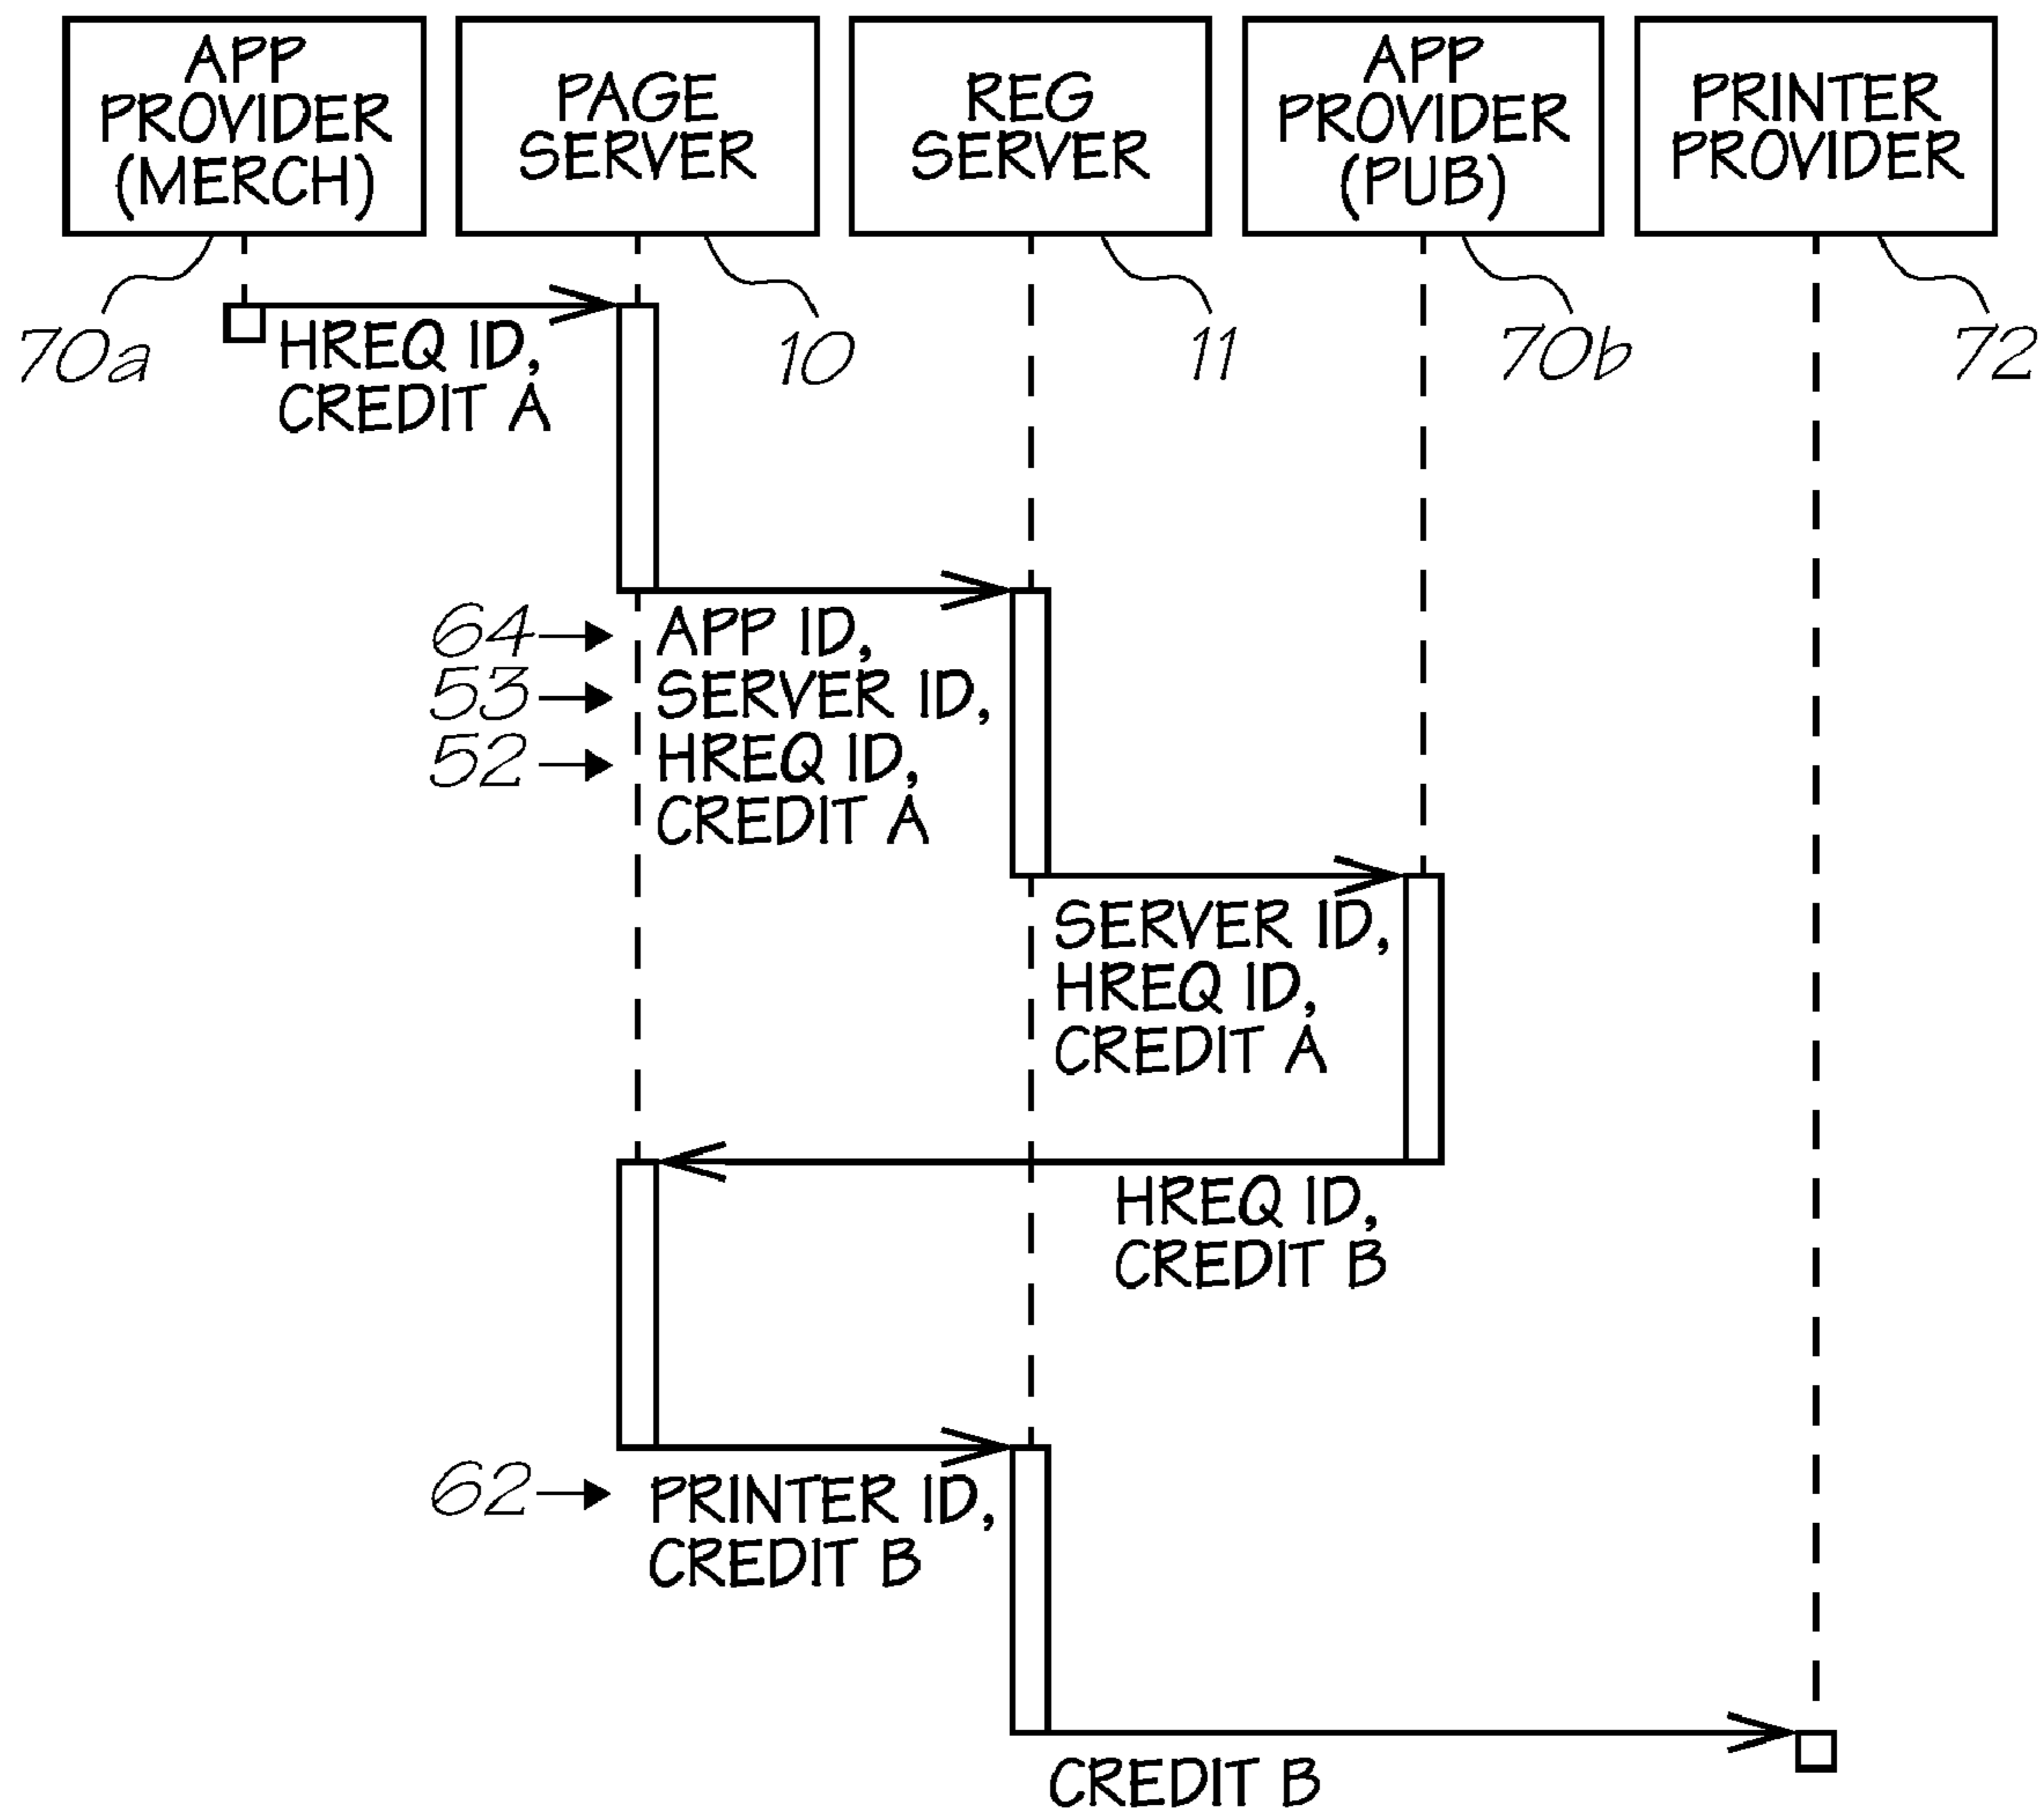 APP
PROVIDER
(MERCH)
PAGE
SERVER
REG
SERVER
APP
PROVIDER
(PUB)
PRINTER
PROVIDER
70a
10
11
70b
72
HREQ ID,
CREDIT A
64 APP ID,
53 SERVER ID,
52 HREQ ID,
CREDIT A
SERVER ID,
HREQ ID,
CREDIT A
HREQ ID,
CREDIT B
62 PRINTER ID,
CREDIT B
CREDIT B